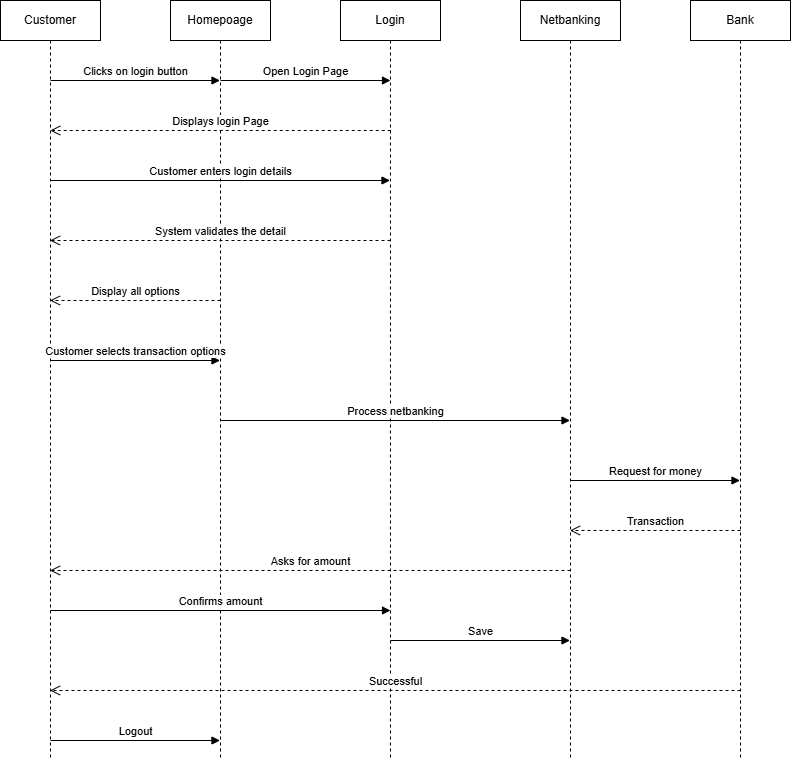 Customer
Homepoage
Login
Netbanking
Bank
Clicks on login button
Open Login Page
Displays login Page
Customer enters login details
System validates the detail
Display all options
Customer selects transaction options
Process netbanking
Request for money
Transaction
Asks for amount
Confirms amount
Save
Successful
Logout